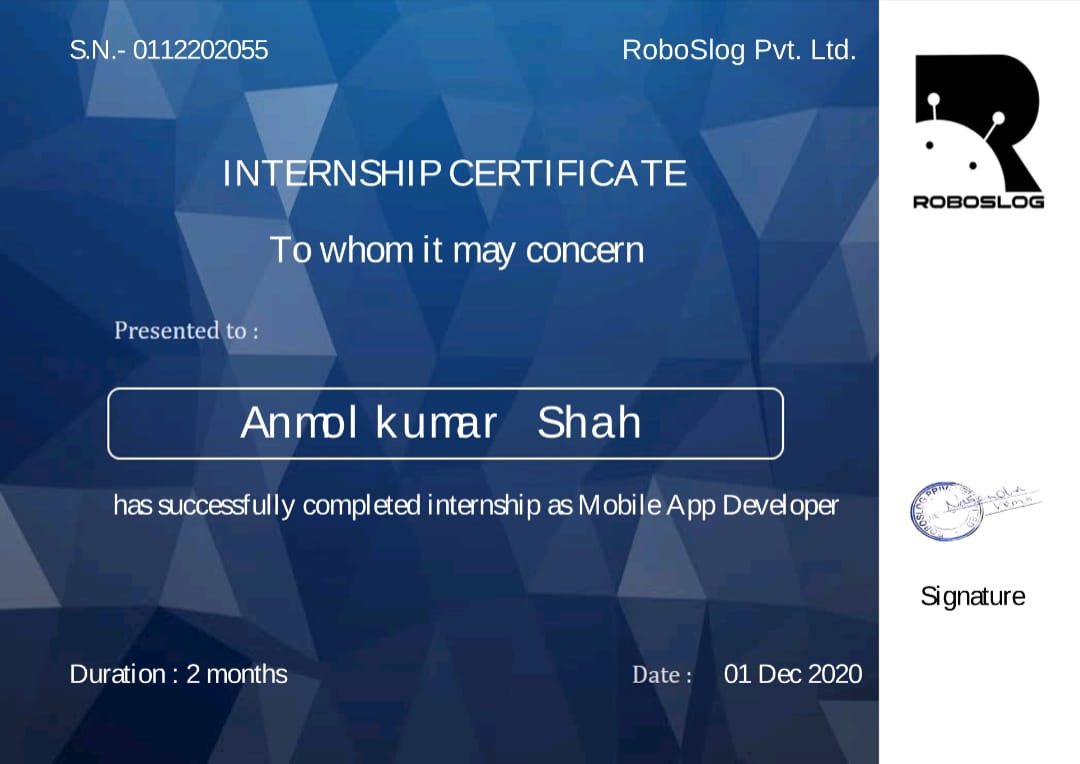 S.N.- 0112202055
RoboSlog Pvt. Ltd.
ROBOSLOG
INTERNSHIP CERTIFICATE
To whom it may concern
Presented to :
Anmol kumar Shah
has successfully completed internship as Mobile App Developer
Signature
Duration : 2 months
Date : 01 Dec 2020